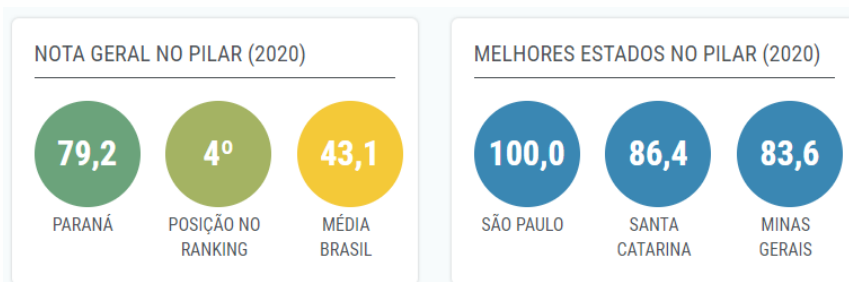 NOTA GERAL NO PILAR (2020)
79,2
4º
43,1
PARANÁ
POSIÇÃO NO
RANKING
MÉDIA
BRASIL
MELHORES ESTADOS NO PILAR (2020)
100,0
86,4
83,6
SÃO PAULO
SANTA
CATARINA
MINAS
GERAIS